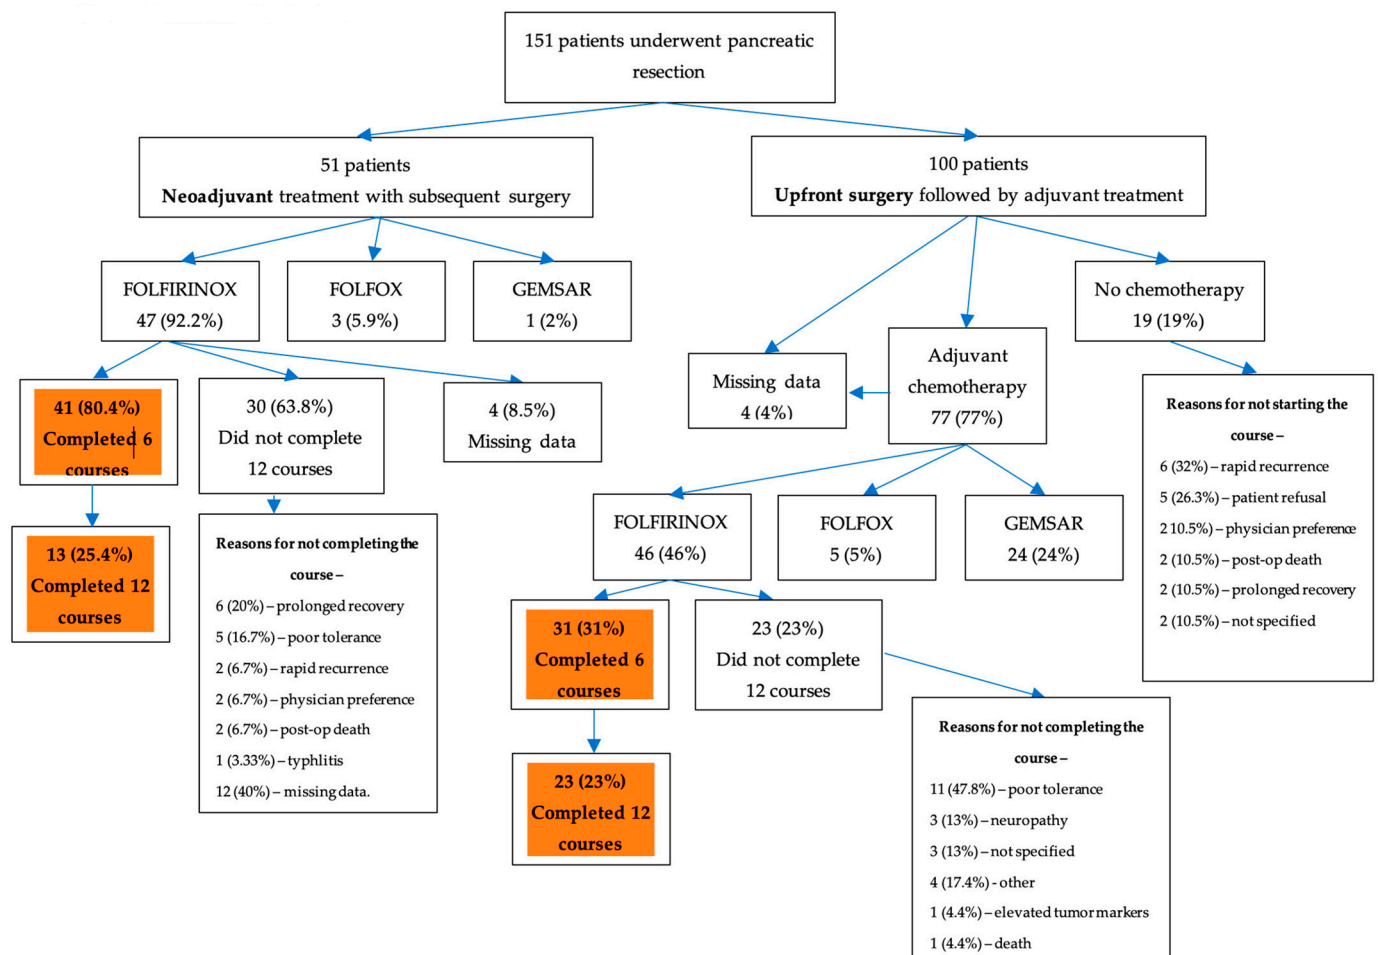 151 patients underwent pancreatic
resection
51 patients
Neoadjuvant treatment with subsequent surgery
100 patients
Upfront surgery followed by adjuvant treatment
FOLFIRINOX
47 (92.2%)
FOLFOX
3 (5.9%)
GEMSAR
1 (2%)
No chemotherapy
19 (19%)
Missing data
4 (4%)
Adjuvant
chemotherapy
77 (77%)
41 (80.4%)
Completed 6
courses
30 (63.8%)
Did not complete
12 courses
4 (8.5%)
Missing data
13 (25.4%)
Completed 12
courses
Reasons for not completing the
course –
6 (20%) – prolonged recovery
5 (16.7%) – poor tolerance
2 (6.7%) – rapid recurrence
2 (6.7%) – physician preference
2 (6.7%) – post-op death
1 (3.33%) – typhlitis
12 (40%) – missing data.
Reasons for not starting the
course –
6 (32%) – rapid recurrence
5 (26.3%) – patient refusal
2 10.5%) – physician preference
2 (10.5%) – post-op death
2 (10.5%) – prolonged recovery
2 (10.5%) – not specified
FOLFIRINOX
46 (46%)
FOLFOX
5 (5%)
GEMSAR
24 (24%)
31 (31%)
Completed 6
courses
23 (23%)
Did not complete
12 courses
23 (23%)
Completed 12
courses
Reasons for not completing the
course –
11 (47.8%) – poor tolerance
3 (13%) – neuropathy
3 (13%) – not specified
4 (17.4%) - other
1 (4.4%) – elevated tumor markers
1 (4.4%) – death